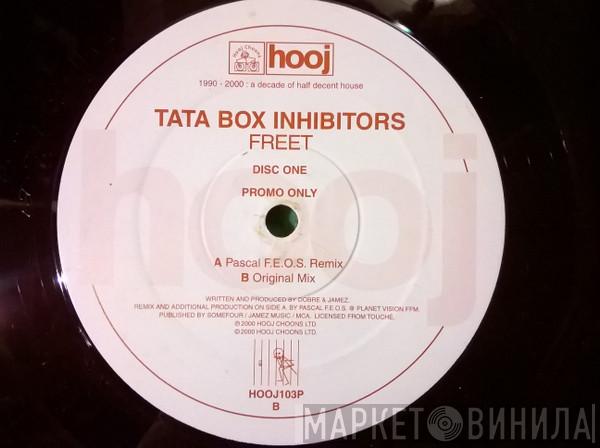 Hooj Choons
hooj
1990 - 2000 : a decade of half decent house
TATA BOX INHIBITORS
FREET
DISC ONE
PROMO ONLY
hooj
A Pascal F.E.O.S. Remix
B Original Mix
WRITTEN AND PRODUCED BY DOBRE & JAMEZ.
REMIX AND ADDITIONAL PRODUCTION ON SIDE A. BY PASCAL F.E.O.S. @ PLANET VISION FFM.
PUBLISHED BY SOMEFOUR / JAMEZ MUSIC / MCA. LICENSED FROM TOUCHE.
℗ 2000 HOOJ CHOONS LTD.
© 2000 HOOJ CHOONS LTD.
HOOJ103P
B
МАРКЕТ ВИНИЛА